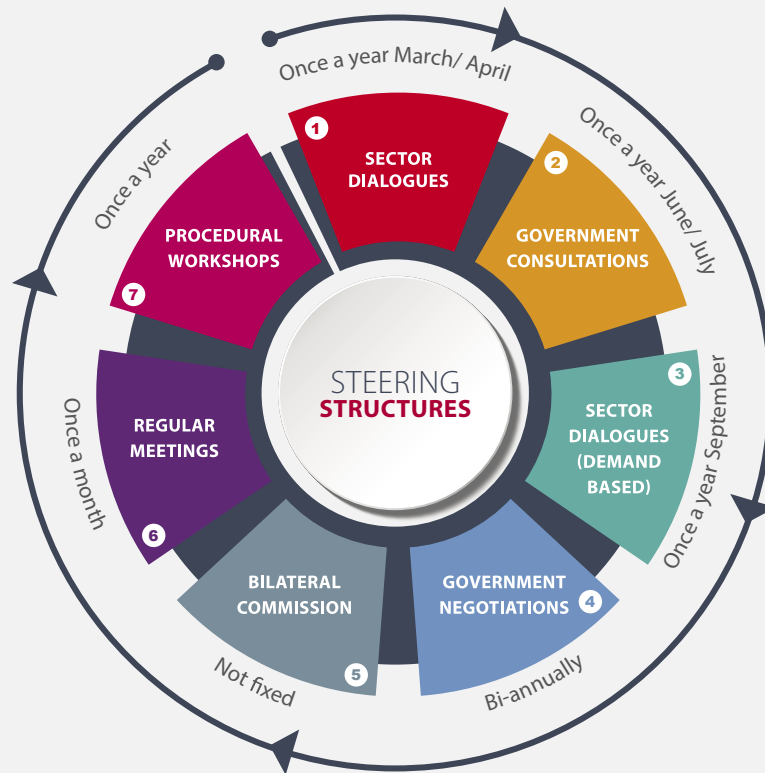 Once a year March/ April
1
SECTOR
DIALOGUES
Once a year June/ July
2
GOVERNMENT
CONSULTATIONS
Once a year September
3
SECTOR
DIALOGUES
(DEMAND
BASED)
Bi-annually
GOVERNMENT
NEGOTIATIONS
4
Not fixed
BILATERAL
COMMISSION
5
Once a month
REGULAR
MEETINGS
6
Once a year
PROCEDURAL
WORKSHOPS
7
STEERING
STRUCTURES